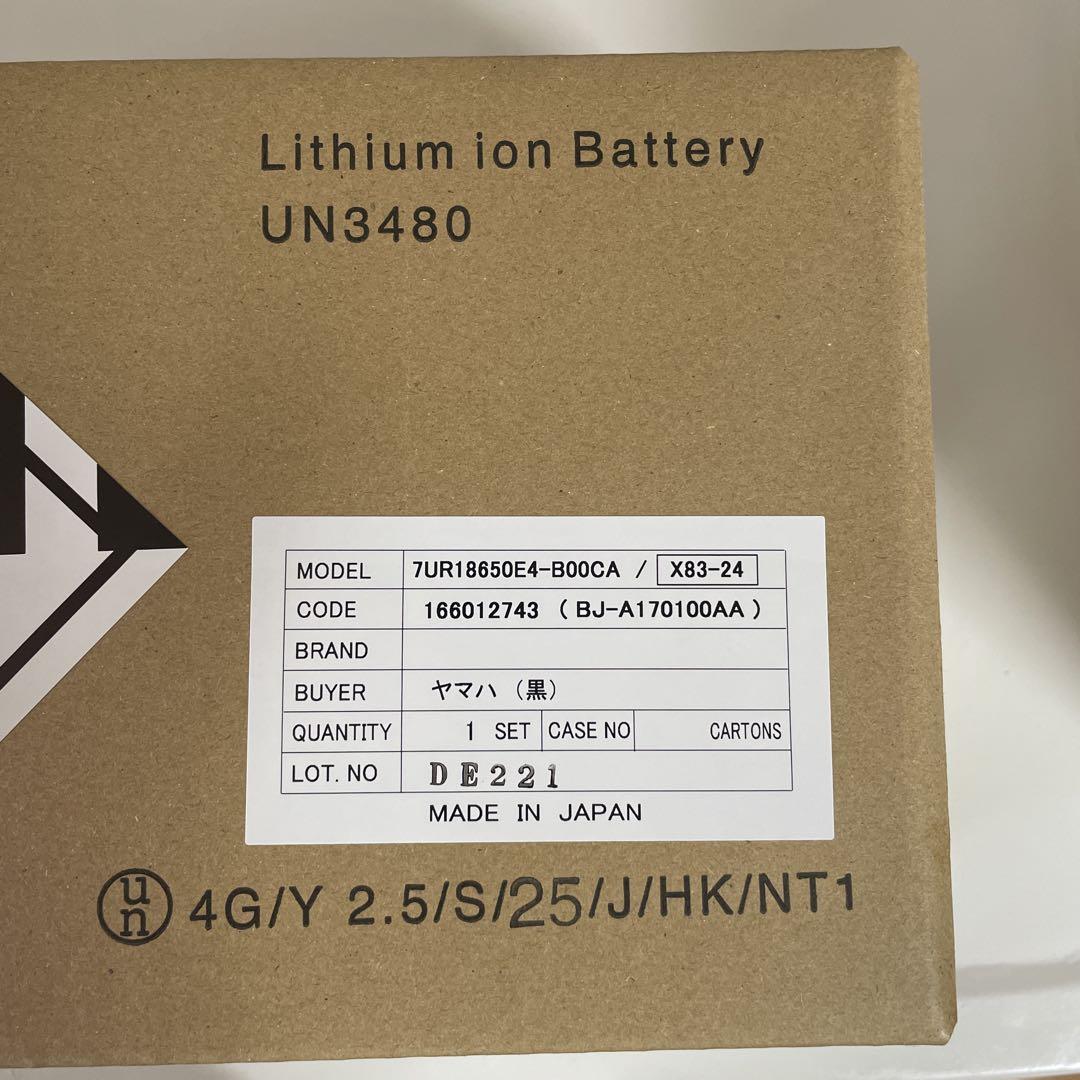 Lithium ion Battery
UN3480
MODEL 7UR18650E4-B00CA / X83-24
CODE 166012743 ( BJ-A170100AA )
BRAND
BUYER ヤマハ (黒)
QUANTITY 1 SET CASE NO CARTONS
LOT. NO DE221
MADE IN JAPAN
un 4G/Y 2.5/S/25/J/HK/NT1